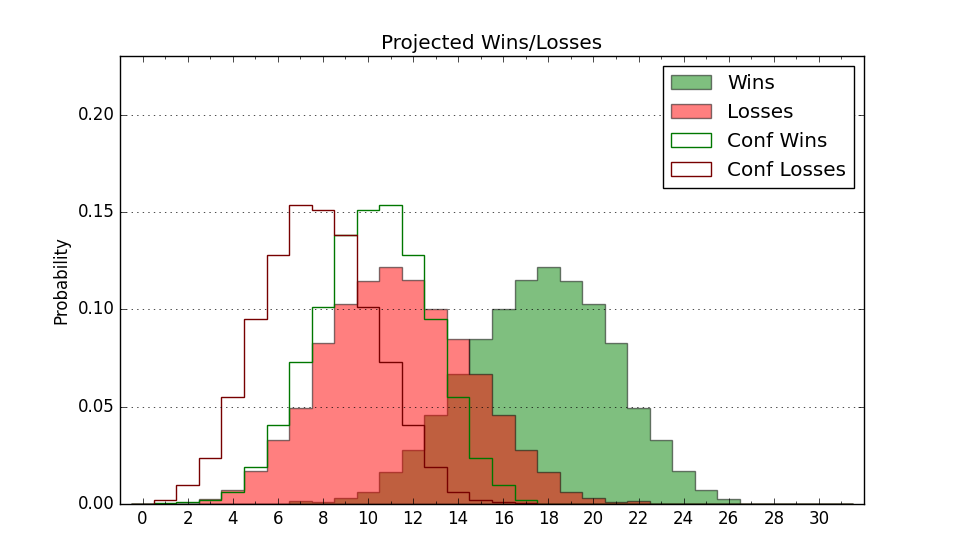 Projected Wins/Losses
Wins
Losses
Conf Wins
Conf Losses
Probability
0.20
0.15
0.10
0.05
0.00
0 2 4 6 8 10 12 14 16 18 20 22 24 26 28 30